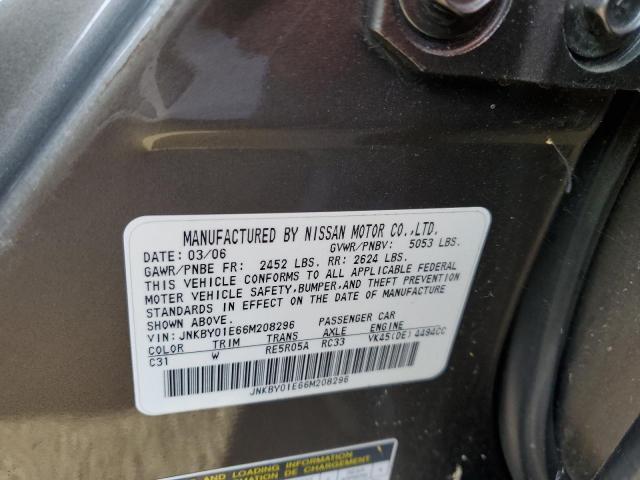 MANUFACTURED BY NISSAN MOTOR CO.,LTD.
DATE: 03/06 GVWR/PNBV: 5053 LBS.
GAWR/PNBE FR: 2452 LBS. RR: 2624 LBS.
THIS VEHICLE CONFORMS TO ALL APPLICABLE FEDERAL
MOTOR VEHICLE SAFETY, BUMPER, AND THEFT PREVENTION
STANDARDS IN EFFECT ON THE DATE OF MANUFACTURE
SHOWN ABOVE.
VIN: JNKBY01E66M208296 PASSENGER CAR
COLOR TRIM TRANS AXLE ENGINE
C31 W RE5R05A RC33 VK45(DE) 4494CC
JNKBY01E66M208296
AND LOADING INFORMATION
DE CHARGEMENT